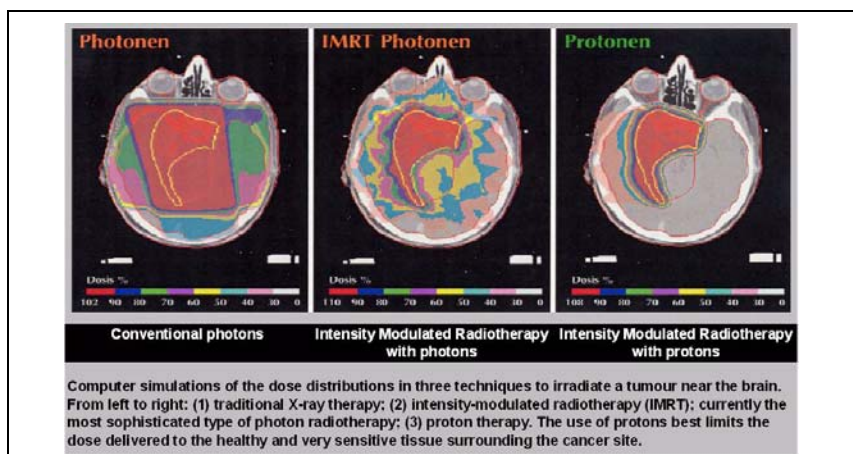 Photonen
IMRT Photonen
Protonen
Dosis %
102 90 80 70 60 50 40 30 0
Dosis %
110 90 80 70 60 50 40 30 0
Dosis %
108 90 80 70 60 50 40 30 0
Conventional photons
Intensity Modulated Radiotherapy
with photons
Intensity Modulated Radiotherapy
with protons
Computer simulations of the dose distributions in three techniques to irradiate a tumour near the brain.
From left to right: (1) traditional X-ray therapy; (2) intensity-modulated radiotherapy (IMRT); currently the
most sophisticated type of photon radiotherapy; (3) proton therapy. The use of protons best limits the
dose delivered to the healthy and very sensitive tissue surrounding the cancer site.